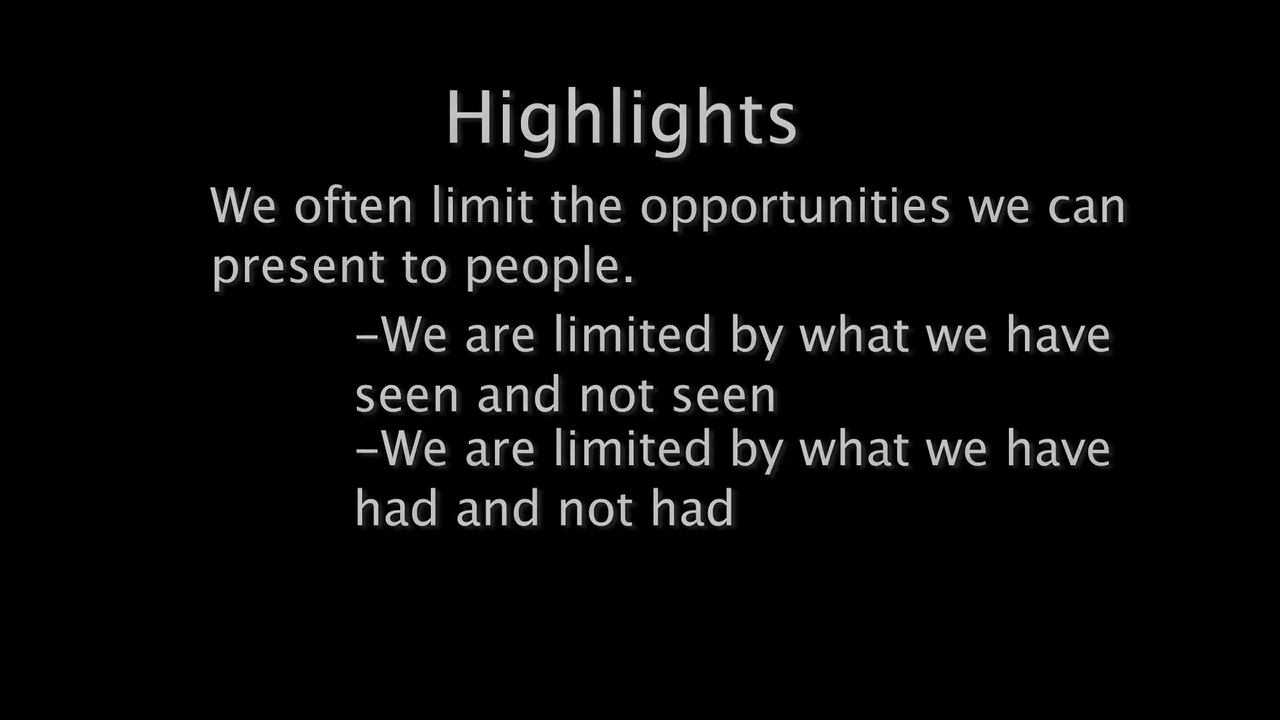 Highlights
We often limit the opportunities we can
present to people.
–We are limited by what we have
seen and not seen
–We are limited by what we have
had and not had